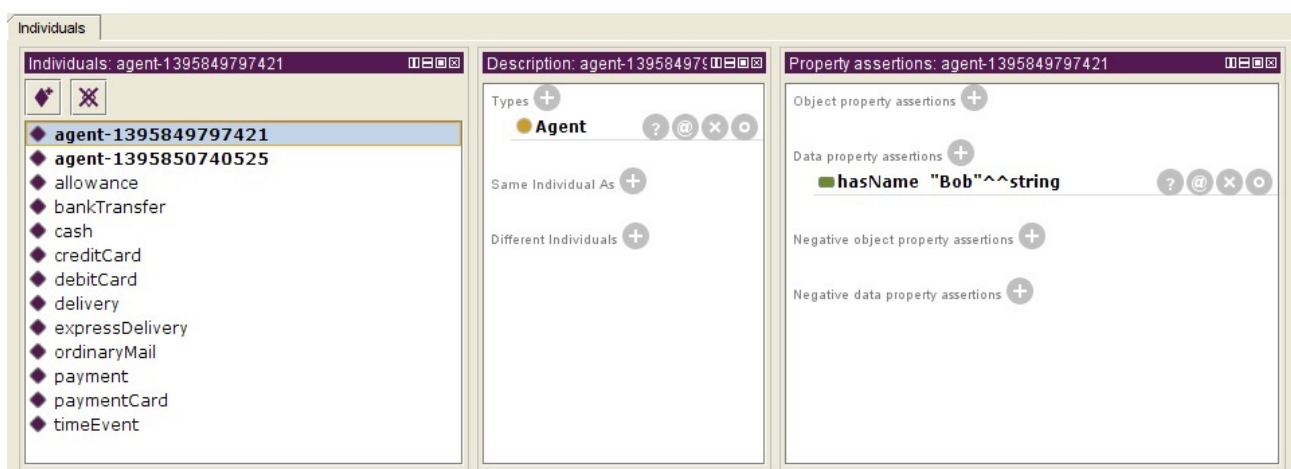 Individuals
Individuals: agent-1395849797421
agent-1395849797421
agent-1395850740525
allowance
bankTransfer
cash
creditCard
debitCard
delivery
expressDelivery
ordinaryMail
payment
paymentCard
timeEvent
Description: agent-13958497
Types
Agent
Same Individual As
Different Individuals
Property assertions: agent-1395849797421
Object property assertions
Data property assertions
hasName "Bob"^^string
Negative object property assertions
Negative data property assertions